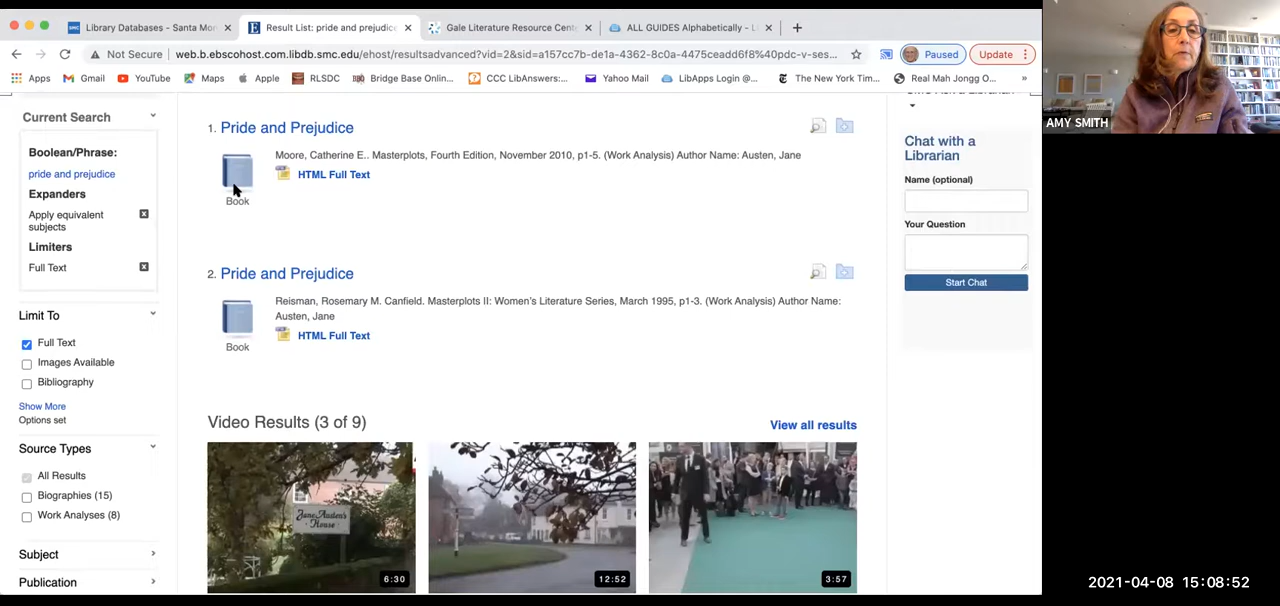 Library Databases - Santa Mon
Result List: pride and prejudice
Gale Literature Resource Cent
ALL GUIDES Alphabetically - L
Not Secure
web.b.ebscohost.com.libdb.smc.edu/ehost/resultsadvanced?vid=2&sid=a157cc7b-de1a-4362-8c0a-4475ceadd6f8%40pdc-v-ses...
Paused
Update
Apps
Gmail
YouTube
Maps
Apple
RLSDC
Bridge Base Onlin...
CCC LibAnswers:...
Yahoo Mail
LibApps Login @...
The New York Tim...
Real Mah Jongg O...
»
Current Search
Boolean/Phrase:
pride and prejudice
Expanders
Apply equivalent
subjects
Limiters
Full Text
Limit To
Full Text
Images Available
Bibliography
Show More
Options set
Source Types
All Results
Biographies (15)
Work Analyses (8)
Subject
Publication
1. Pride and Prejudice
Moore, Catherine E.. Masterplots, Fourth Edition, November 2010, p1-5. (Work Analysis) Author Name: Austen, Jane
HTML Full Text
Book
2. Pride and Prejudice
Reisman, Rosemary M. Canfield. Masterplots II: Women's Literature Series, March 1995, p1-3. (Work Analysis) Author Name:
Austen, Jane
HTML Full Text
Book
Video Results (3 of 9)
View all results
Jane Austen's
House
6:30
12:52
3:57
Chat with a
Librarian
Name (optional)
Your Question
Start Chat
AMY SMITH
2021-04-08 15:08:52